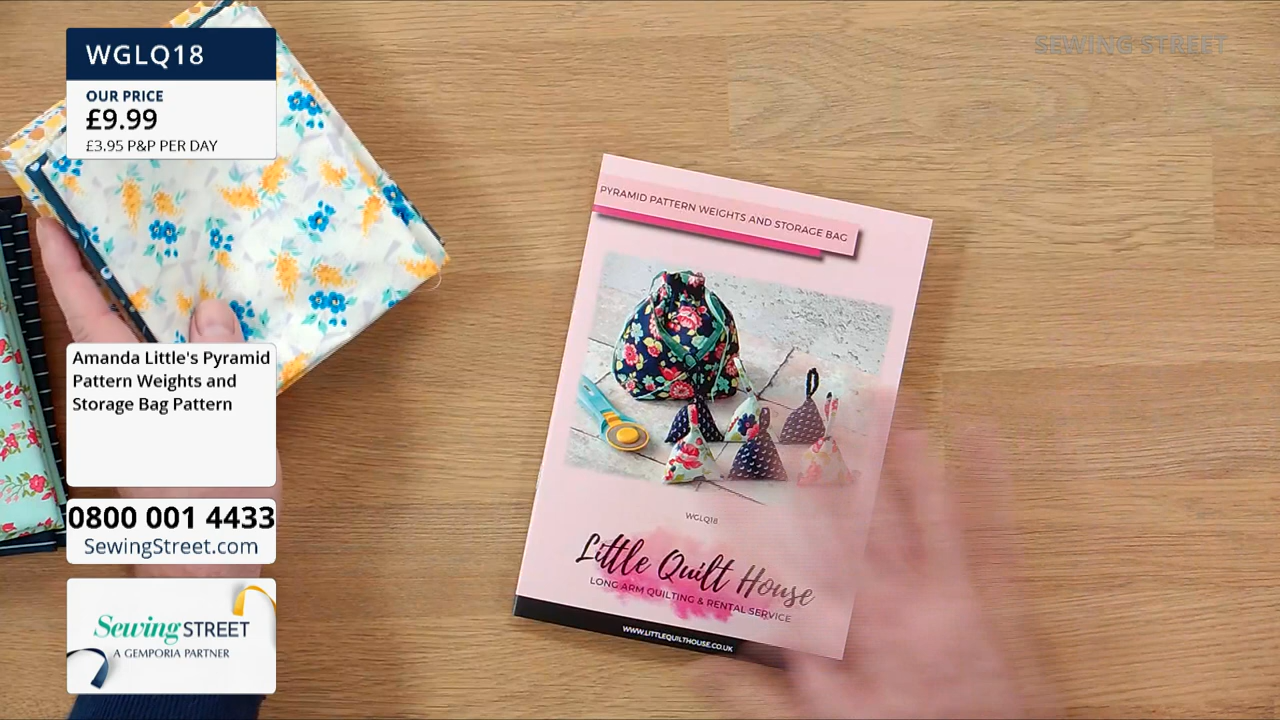 WGLQ18
OUR PRICE
£9.99
£3.95 P&P PER DAY
SEWING STREET
PYRAMID PATTERN WEIGHTS AND STORAGE BAG
Amanda Little's Pyramid
Pattern Weights and
Storage Bag Pattern
0800 001 4433
SewingStreet.com
Sewing STREET
A GEMPORIA PARTNER
WGLQ18
Little Quilt House
LONG ARM QUILTING & RENTAL SERVICE
WWW.LITTLEQUILTHOUSE.CO.UK